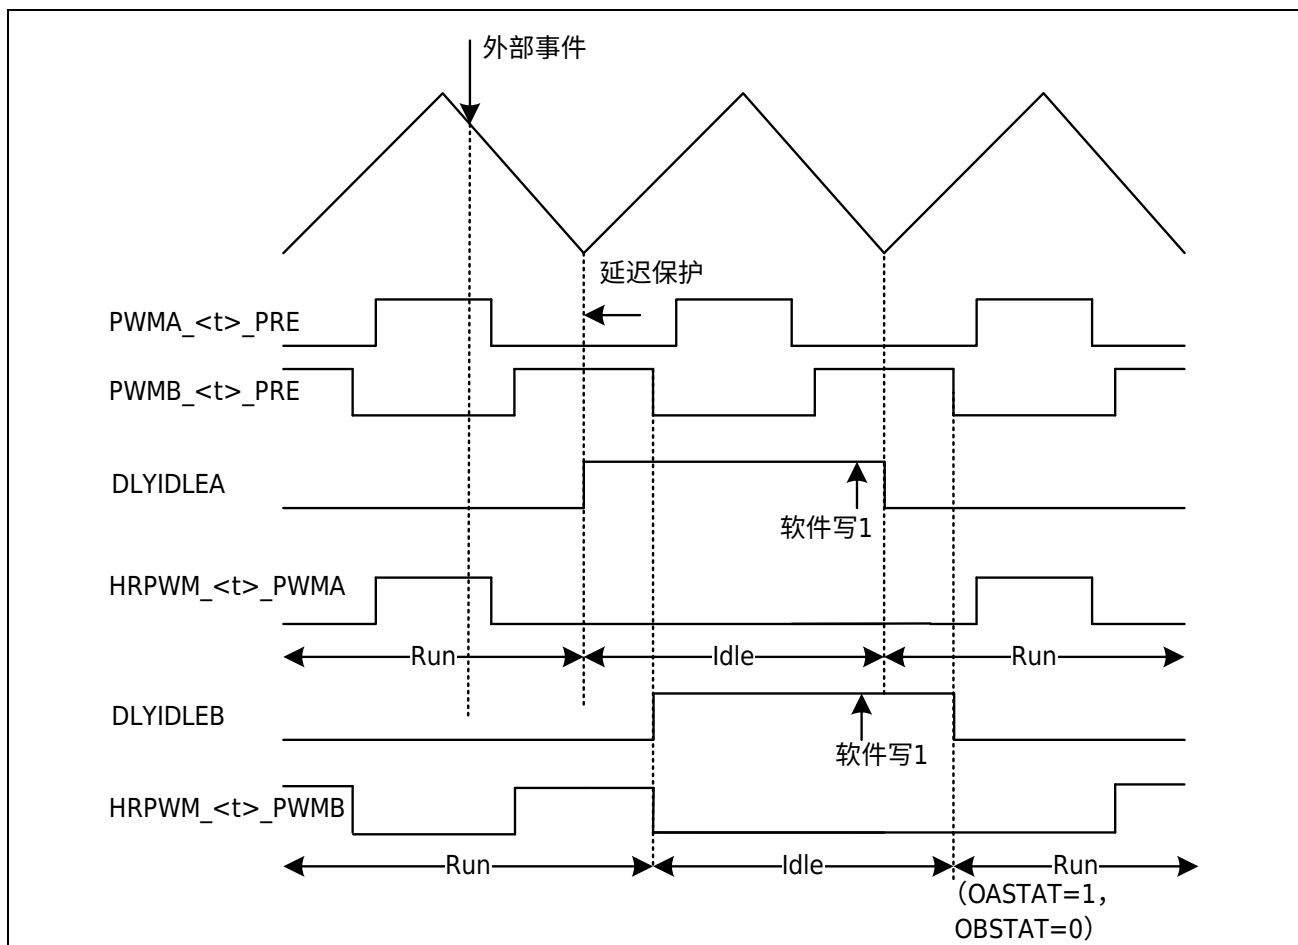 外部事件
延迟保护
PWMA_<t>_PRE
PWMB_<t>_PRE
DLYIDLEA
软件写1
HRPWM_<t>_PWMA
Run
Idle
Run
DLYIDLEB
软件写1
HRPWM_<t>_PWMB
Run
Idle
Run
（OASTAT=1，
OBSTAT=0）